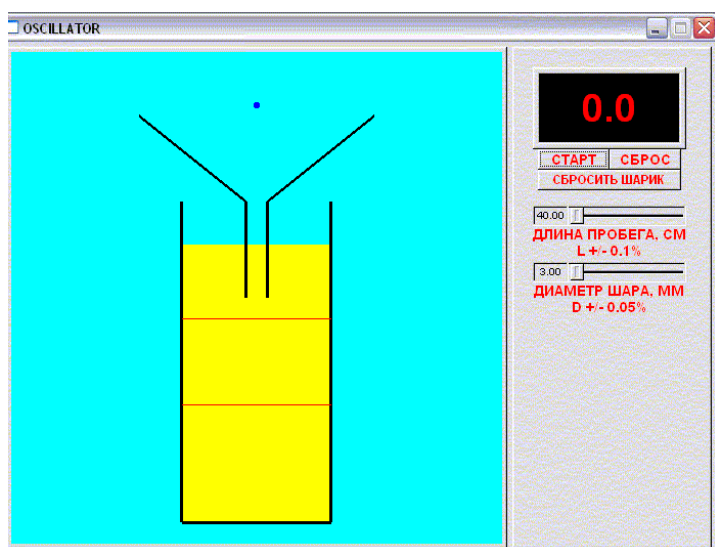 OSCILLATOR
0.0
СТАРТ СБРОС
СБРОСИТЬ ШАРИК
40.00
ДЛИНА ПРОБЕГА, СМ
L +/- 0.1%
3.00
ДИАМЕТР ШАРА, ММ
D +/- 0.05%